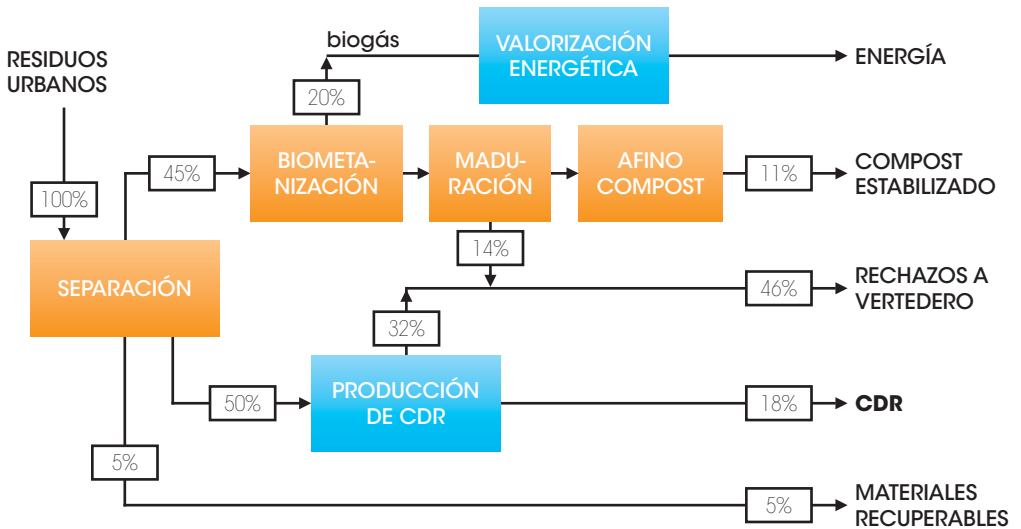 RESIDUOS
URBANOS
100%
SEPARACIÓN
45%
BIOMETA-
NIZACIÓN
20%
biogás
VALORIZACIÓN
ENERGÉTICA
ENERGÍA
MADU-
RACIÓN
AFINO
COMPOST
11%
COMPOST
ESTABILIZADO
14%
32%
46%
RECHAZOS A
VERTEDERO
50%
PRODUCCIÓN
DE CDR
18%
CDR
5%
5%
MATERIALES
RECUPERABLES